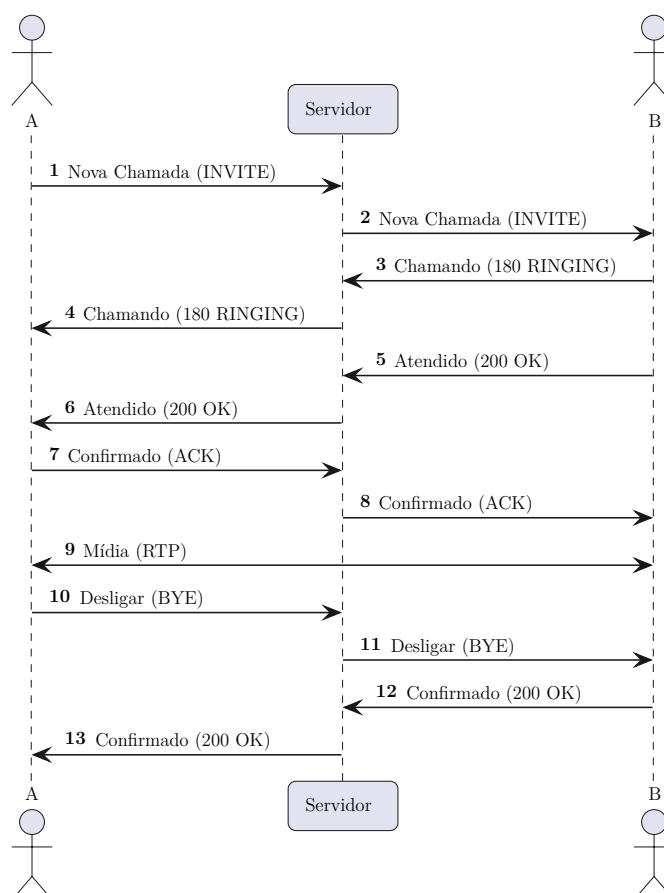 A
Servidor
B
1 Nova Chamada (INVITE)
2 Nova Chamada (INVITE)
3 Chamando (180 RINGING)
4 Chamando (180 RINGING)
5 Atendido (200 OK)
6 Atendido (200 OK)
7 Confirmado (ACK)
8 Confirmado (ACK)
9 Mídia (RTP)
10 Desligar (BYE)
11 Desligar (BYE)
12 Confirmado (200 OK)
13 Confirmado (200 OK)
A
Servidor
B